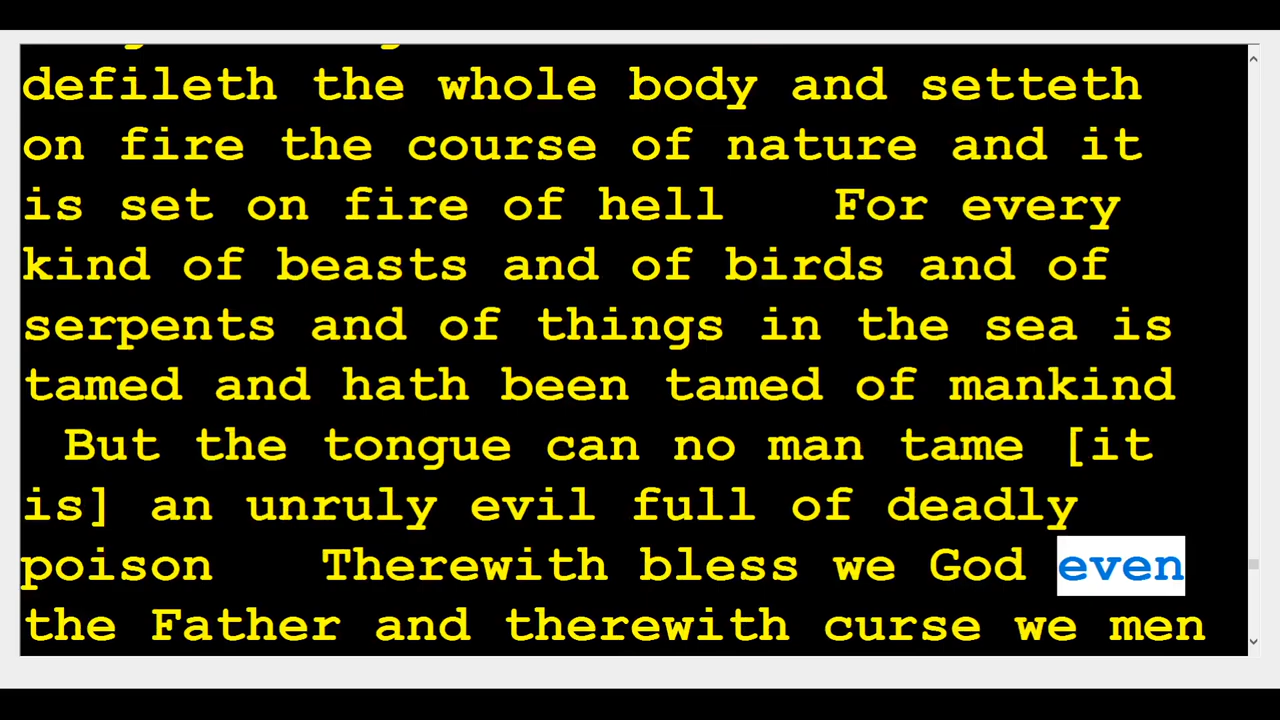 defileth the whole body and setteth
on fire the course of nature and it
is set on fire of hell   For every
kind of beasts and of birds and of
serpents and of things in the sea is
tamed and hath been tamed of mankind
But the tongue can no man tame [it
is] an unruly evil full of deadly
poison   Therewith bless we God even
the Father and therewith curse we men